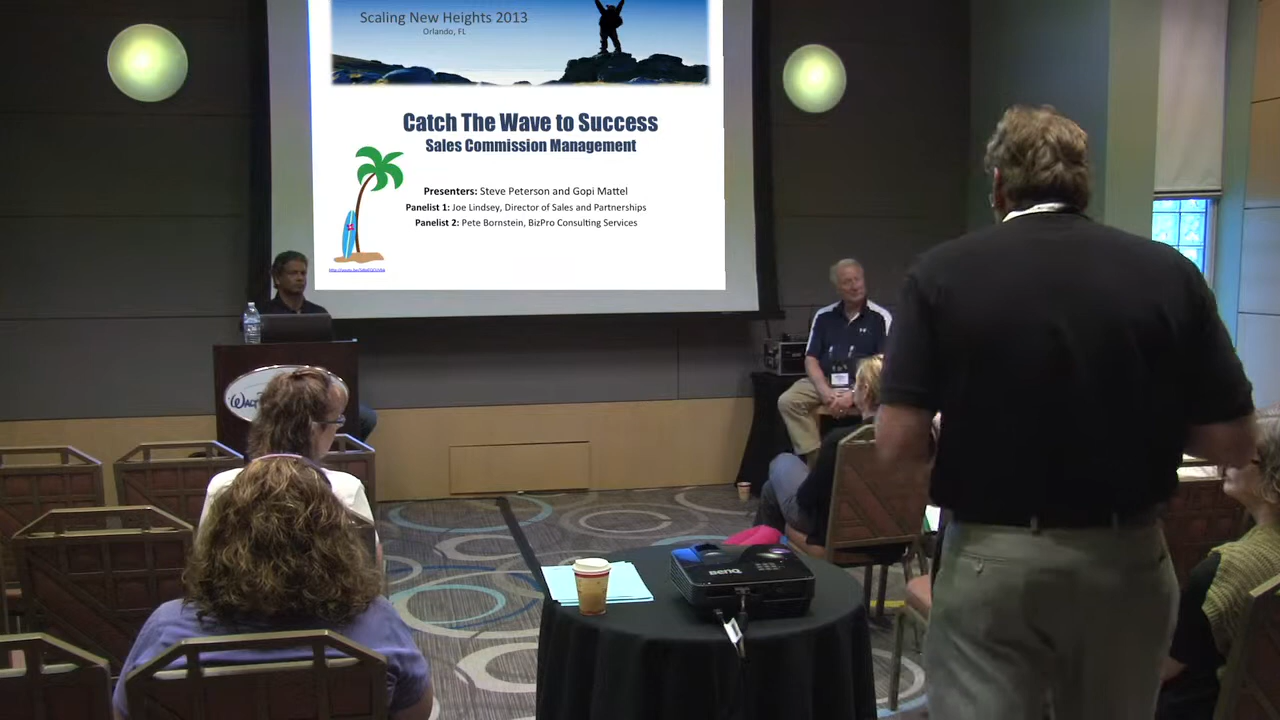 Scaling New Heights 2013
Orlando, FL
Catch The Wave to Success
Sales Commission Management
Presenters: Steve Peterson and Gopi Mattel
Panelist 1: Joe Lindsey, Director of Sales and Partnerships
Panelist 2: Pete Bornstein, BizPro Consulting Services
BenQ